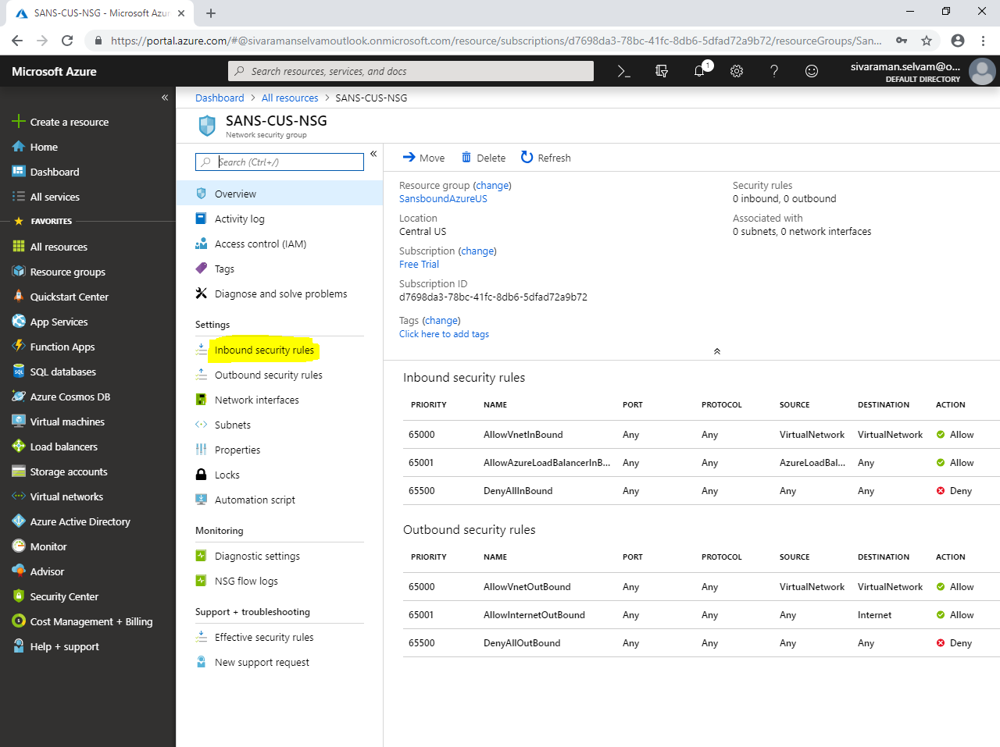 SANS-CUS-NSG - Microsoft Azur
https://portal.azure.com/#@sivaramanselvamoutlook.onmicrosoft.com/resource/subscriptions/d7698da3-78bc-41fc-8db6-5dfad72a9b72/resourceGroups/San...
Microsoft Azure
Search resources, services, and docs
1
sivaraman.selvam@o...
DEFAULT DIRECTORY
Create a resource
Home
Dashboard
All services
FAVORITES
All resources
Resource groups
Quickstart Center
App Services
Function Apps
SQL databases
Azure Cosmos DB
Virtual machines
Load balancers
Storage accounts
Virtual networks
Azure Active Directory
Monitor
Advisor
Security Center
Cost Management + Billing
Help + support
Dashboard > All resources > SANS-CUS-NSG
SANS-CUS-NSG
Network security group
Search (Ctrl+/)
Overview
Activity log
Access control (IAM)
Tags
Diagnose and solve problems
Settings
Inbound security rules
Outbound security rules
Network interfaces
Subnets
Properties
Locks
Automation script
Monitoring
Diagnostic settings
NSG flow logs
Support + troubleshooting
Effective security rules
New support request
Move Delete Refresh
Resource group (change)
SansboundAzureUS
Location
Central US
Subscription (change)
Free Trial
Subscription ID
d7698da3-78bc-41fc-8db6-5dfad72a9b72
Tags (change)
Click here to add tags
Security rules
0 inbound, 0 outbound
Associated with
0 subnets, 0 network interfaces
Inbound security rules
PRIORITY NAME PORT PROTOCOL SOURCE DESTINATION ACTION
65000 AllowVnetInBound Any Any VirtualNetwork VirtualNetwork Allow
65001 AllowAzureLoadBalancerInB... Any Any AzureLoadBal... Any Allow
65500 DenyAllInBound Any Any Any Any Deny
Outbound security rules
PRIORITY NAME PORT PROTOCOL SOURCE DESTINATION ACTION
65000 AllowVnetOutBound Any Any VirtualNetwork VirtualNetwork Allow
65001 AllowInternetOutBound Any Any Any Internet Allow
65500 DenyAllOutBound Any Any Any Any Deny